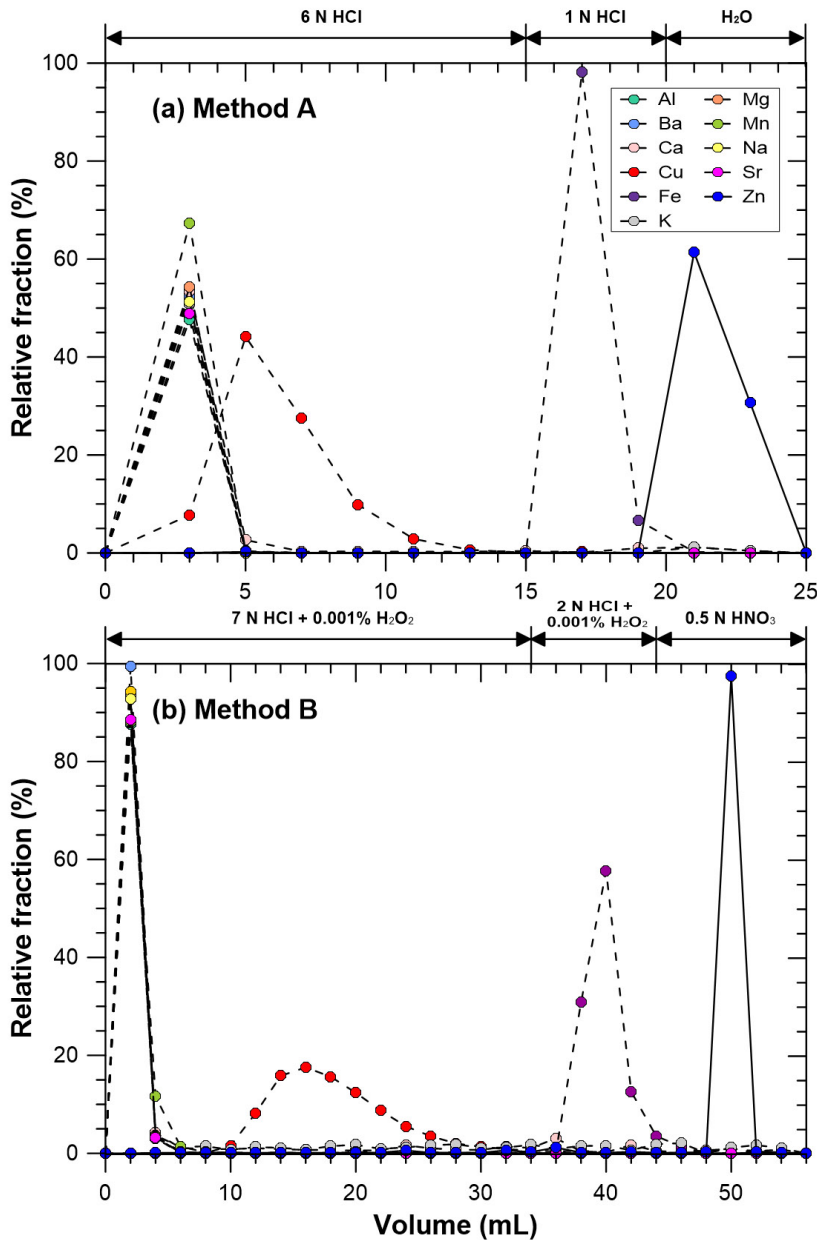 6 N HCl 1 N HCl H₂O
100
(a) Method A
Al Mg
Ba Mn
Ca Na
Cu Sr
Fe Zn
K
80
60
40
20
0
Relative fraction (%)
0 5 10 15 20 25
7 N HCl + 0.001% H₂O₂ 2 N HCl + 0.001% H₂O₂ 0.5 N HNO₃
100
(b) Method B
80
60
40
20
0
Relative fraction (%)
0 10 20 30 40 50
Volume (mL)